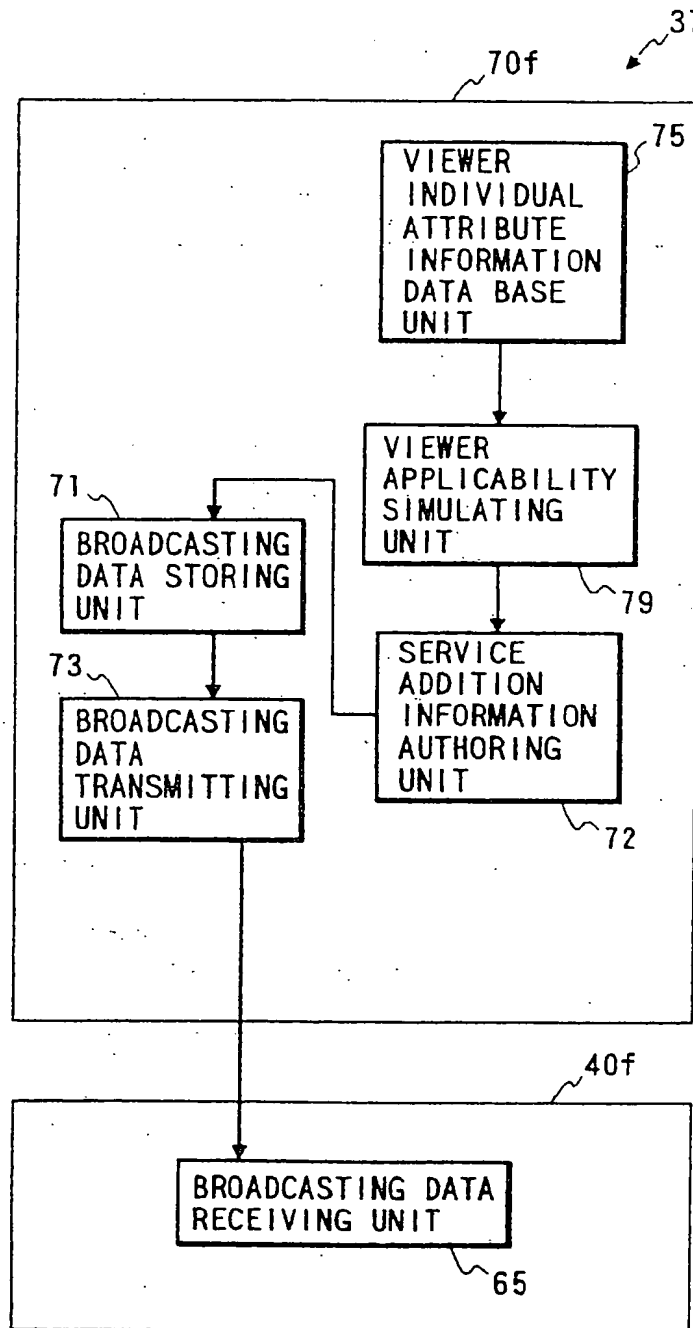 37
70f
75
VIEWER
INDIVIDUAL
ATTRIBUTE
INFORMATION
DATA BASE
UNIT
VIEWER
APPLICABILITY
SIMULATING
UNIT
79
71
BROADCASTING
DATA STORING
UNIT
73
BROADCASTING
DATA
TRANSMITTING
UNIT
SERVICE
ADDITION
INFORMATION
AUTHORING
UNIT
72
40f
BROADCASTING DATA
RECEIVING UNIT
65